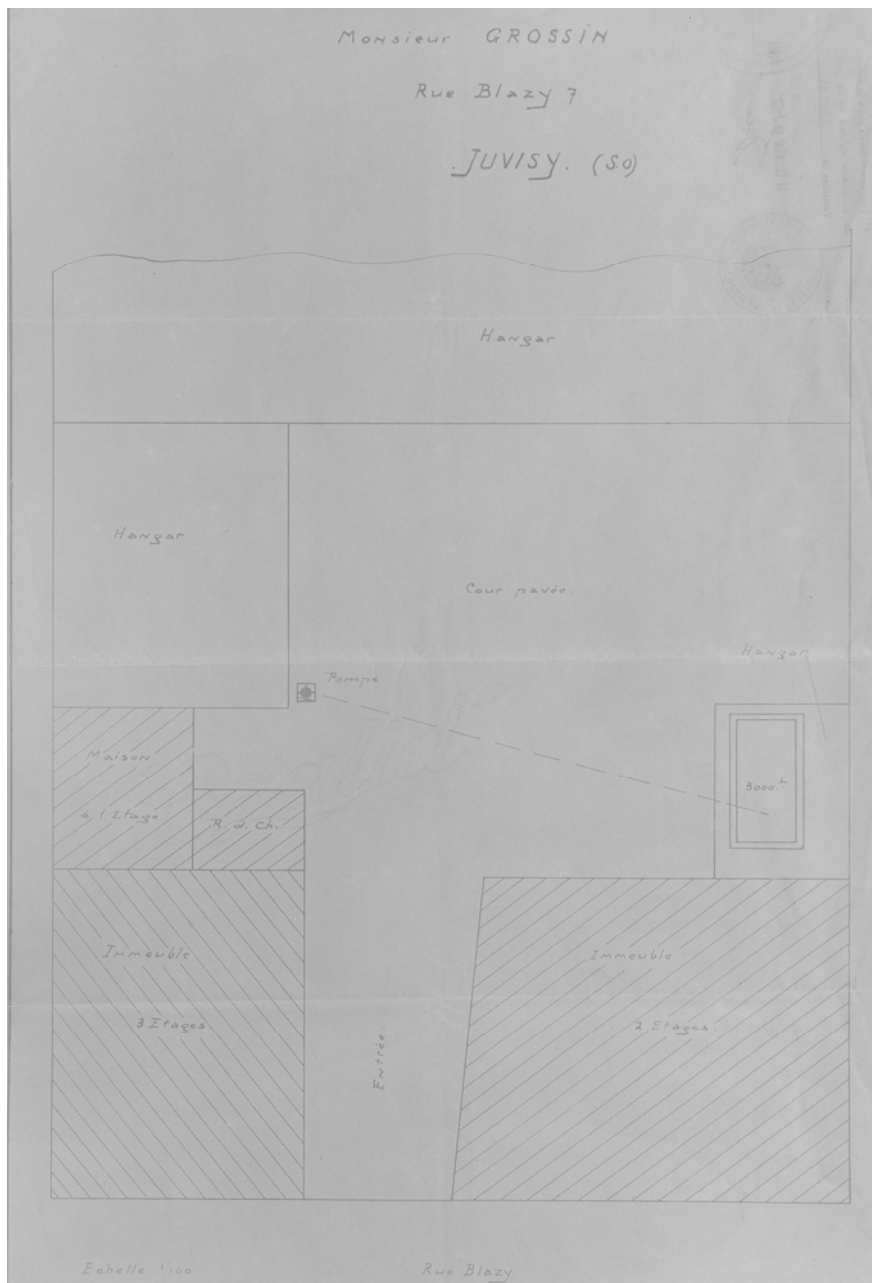 Monsieur GROSSIN
Rue Blazy 7
JUVISY. (SO)
Hangar
Hangar
Cour pavée.
Hangar
Pompe
Maison
à 1 Etage
R. d. Ch.
3000 L
Immeuble
3 Etages.
Immeuble
2 Etages.
Entrée.
Echelle 1/100
Rue Blazy